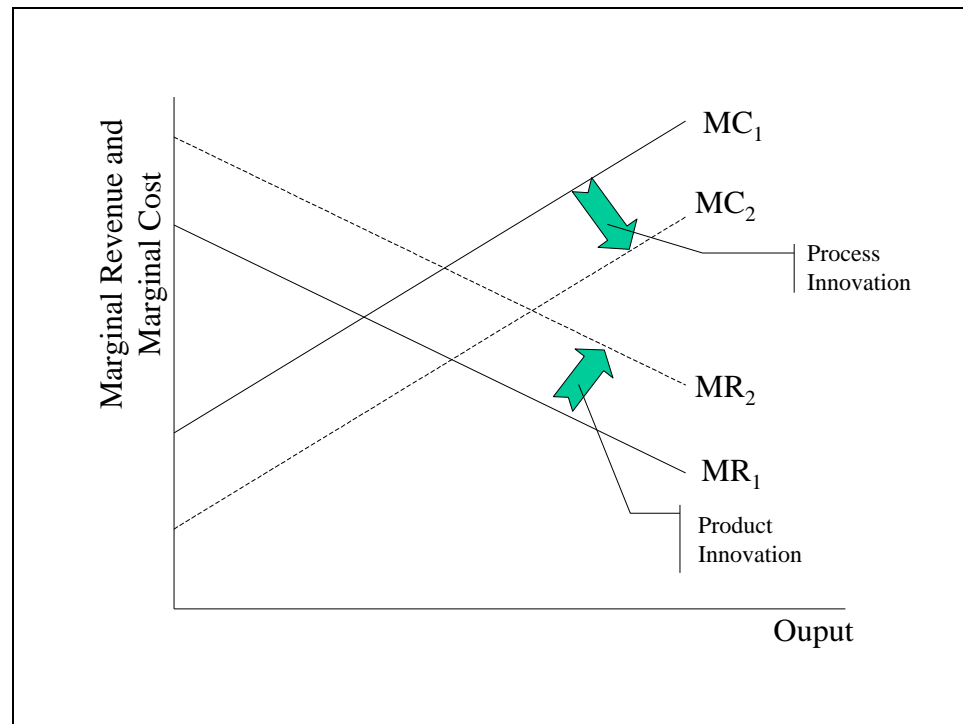 Marginal Revenue and
Marginal Cost
MC₁
MC₂
Process
Innovation
MR₂
MR₁
Product
Innovation
Ouput